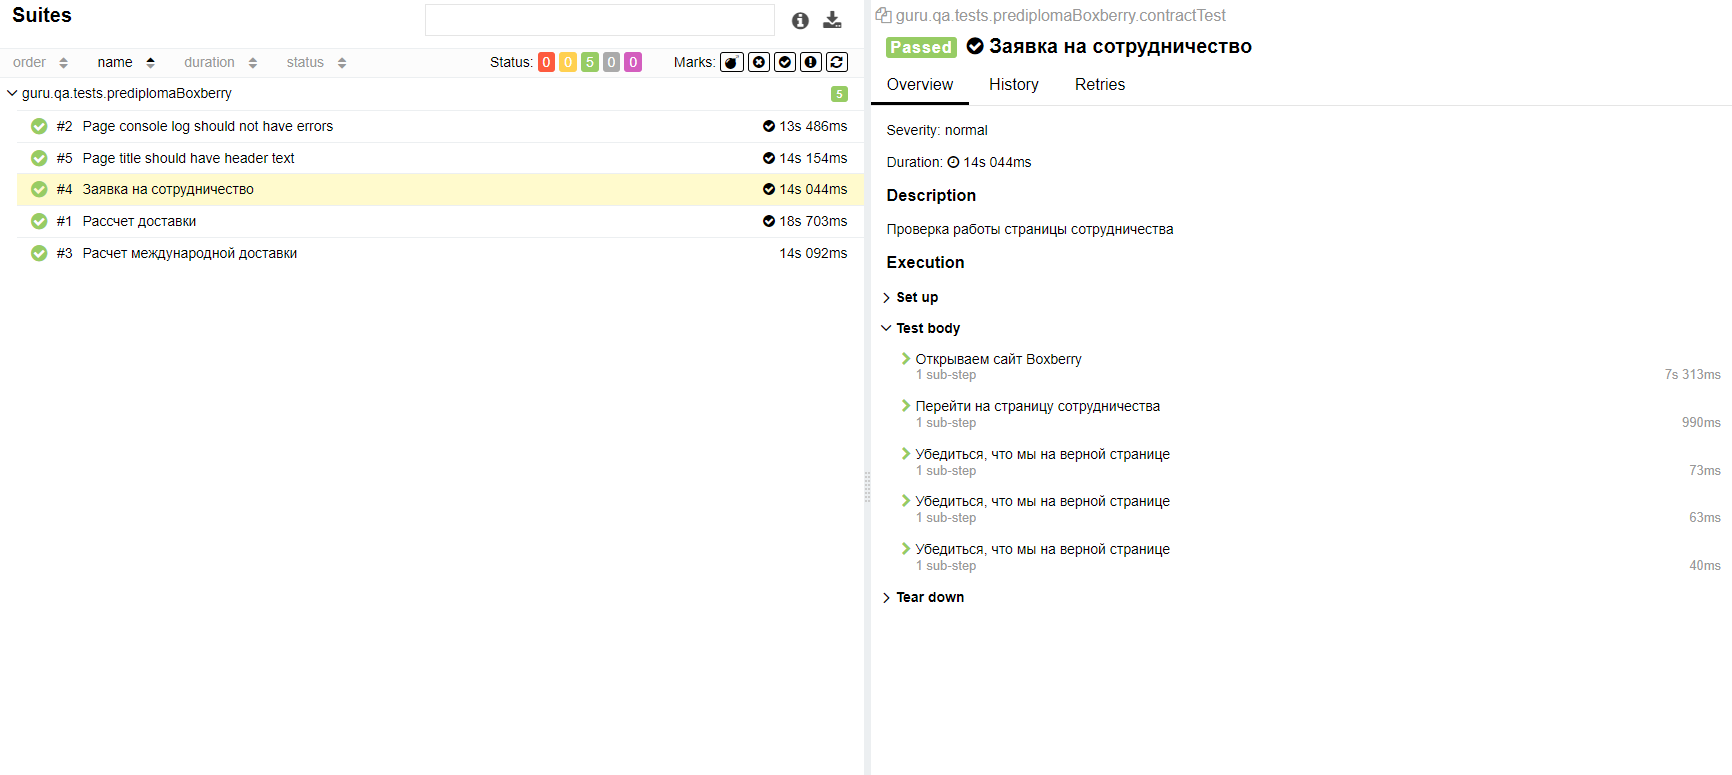 Suites
order name duration status Status: 0 0 5 0 0 Marks:
guru.qa.tests.prediplomaBoxberry 5
#2 Page console log should not have errors 13s 486ms
#5 Page title should have header text 14s 154ms
#4 Заявка на сотрудничество 14s 044ms
#1 Рассчет доставки 18s 703ms
#3 Расчет международной доставки 14s 092ms
guru.qa.tests.prediplomaBoxberry.contractTest
Passed Заявка на сотрудничество
Overview History Retries
Severity: normal
Duration: 14s 044ms
Description
Проверка работы страницы сотрудничества
Execution
Set up
Test body
Открываем сайт Boxberry
1 sub-step 7s 313ms
Перейти на страницу сотрудничества
1 sub-step 990ms
Убедиться, что мы на верной странице
1 sub-step 73ms
Убедиться, что мы на верной странице
1 sub-step 63ms
Убедиться, что мы на верной странице
1 sub-step 40ms
Tear down